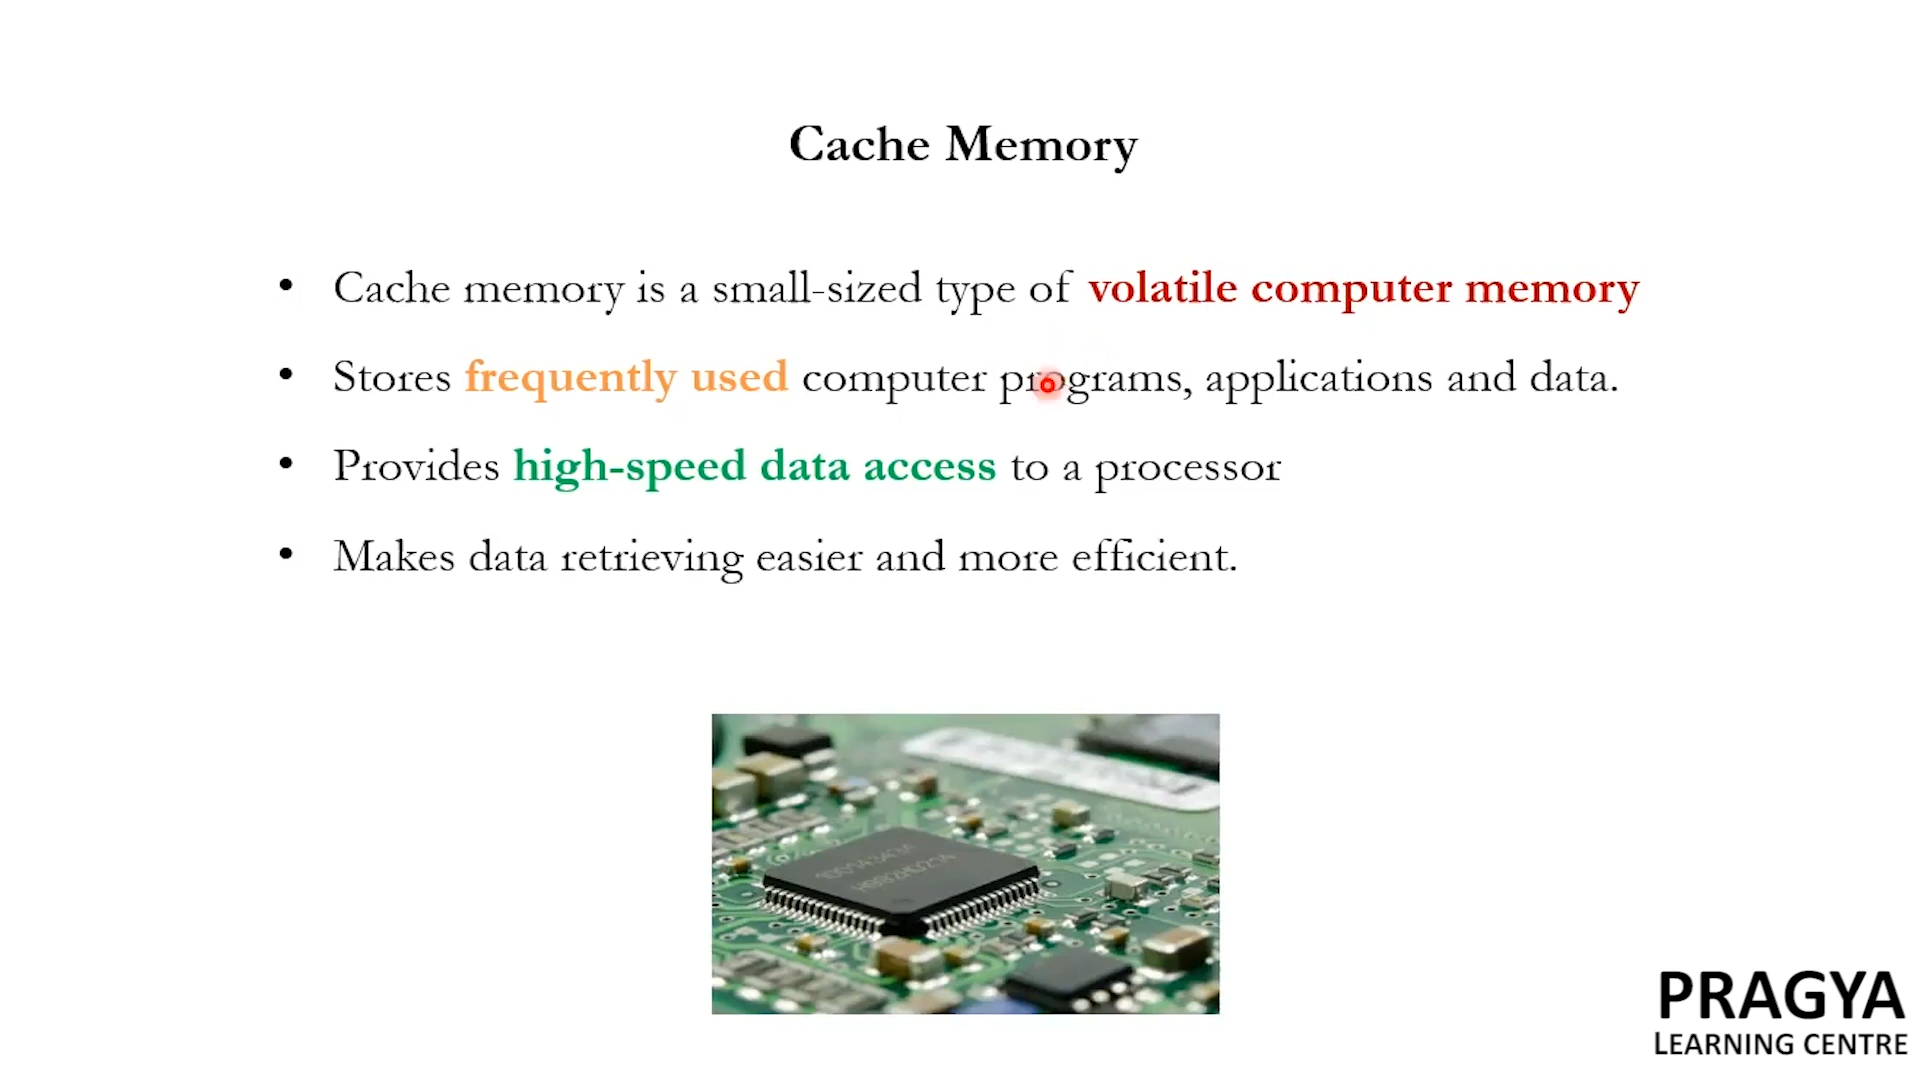 Cache Memory
• Cache memory is a small-sized type of volatile computer memory
• Stores frequently used computer programs, applications and data.
• Provides high-speed data access to a processor
• Makes data retrieving easier and more efficient.
PRAGYA
LEARNING CENTRE